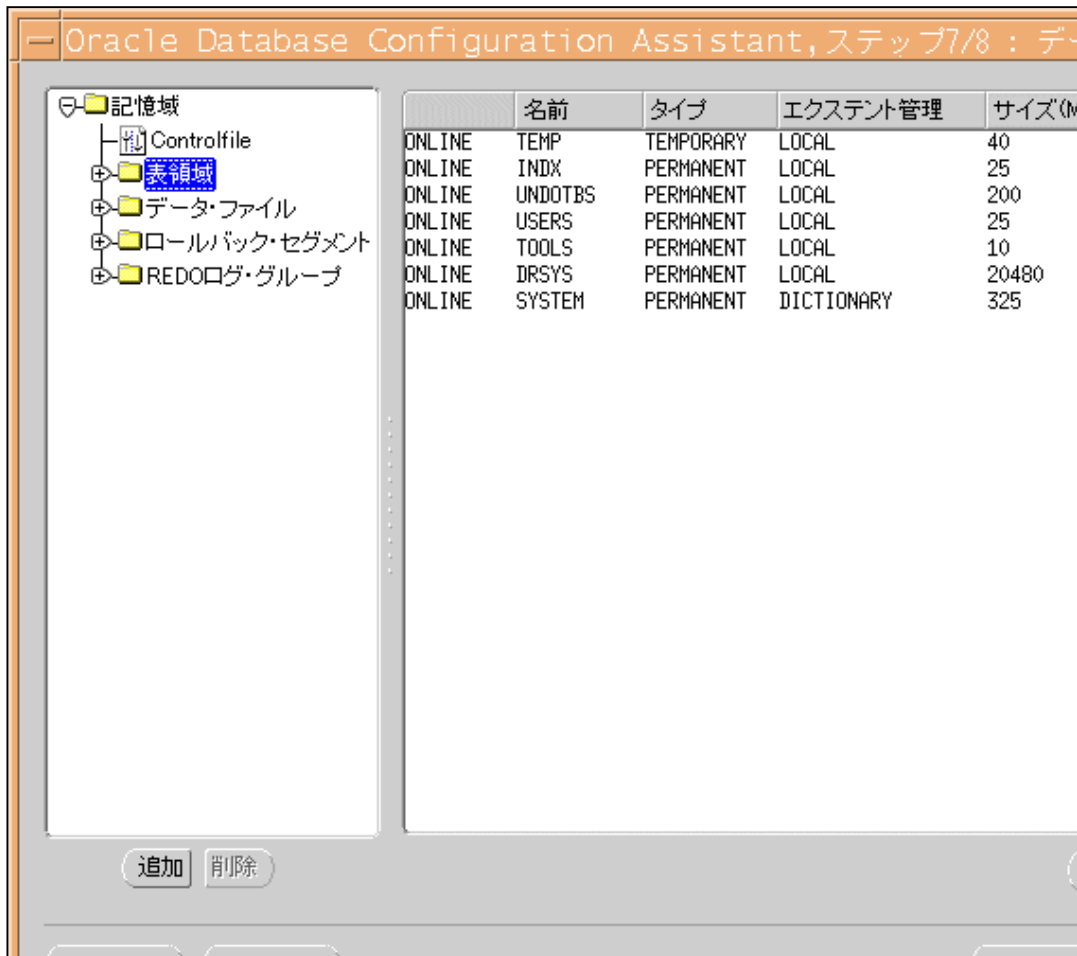 Oracle Database Configuration Assistant,ステップ7/8 : デー
記憶域
Controlfile
表領域
データ・ファイル
ロールバック・セグメント
REDOログ・グループ
名前 タイプ エクステント管理 サイズ(M
ONLINE TEMP TEMPORARY LOCAL 40
ONLINE INDX PERMANENT LOCAL 25
ONLINE UNDOTBS PERMANENT LOCAL 200
ONLINE USERS PERMANENT LOCAL 25
ONLINE TOOLS PERMANENT LOCAL 10
ONLINE DRSYS PERMANENT LOCAL 20480
ONLINE SYSTEM PERMANENT DICTIONARY 325
追加 削除